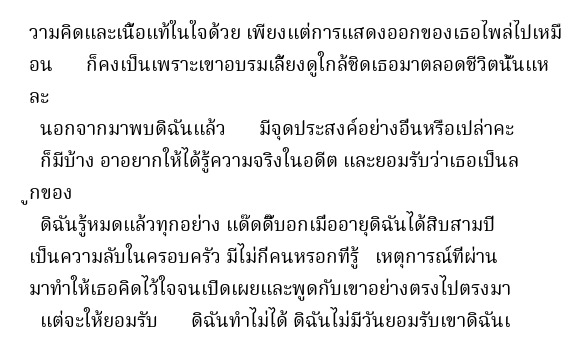 วามคิดและเนื้อแท้ในใจด้วย เพียงแต่การแสดงออกของเธอไพล่ไปเหมื
อน ก็คงเป็นเพราะเขาอบรมเลี้ยงดูใกล้ชิดเธอมาตลอดชีวิตนั้นแห
ละ
นอกจากมาพบดิฉันแล้ว มีจุดประสงค์อย่างอื่นหรือเปล่าคะ
ก็มีบ้าง อาอยากให้ได้รู้ความจริงในอดีต และยอมรับว่าเธอเป็นล
ูกของ
ดิฉันรู้หมดแล้วทุกอย่าง แด๊ดดี้บอกเมื่ออายุดิฉันได้สิบสามปี
เป็นความลับในครอบครัว มีไม่กี่คนหรอกที่รู้ เหตุการณ์ที่ผ่าน
มาทำให้เธอคิดไว้ใจจนเปิดเผยและพูดกับเขาอย่างตรงไปตรงมา
แต่จะให้ยอมรับ ดิฉันทำไม่ได้ ดิฉันไม่มีวันยอมรับเขาดิฉันเ